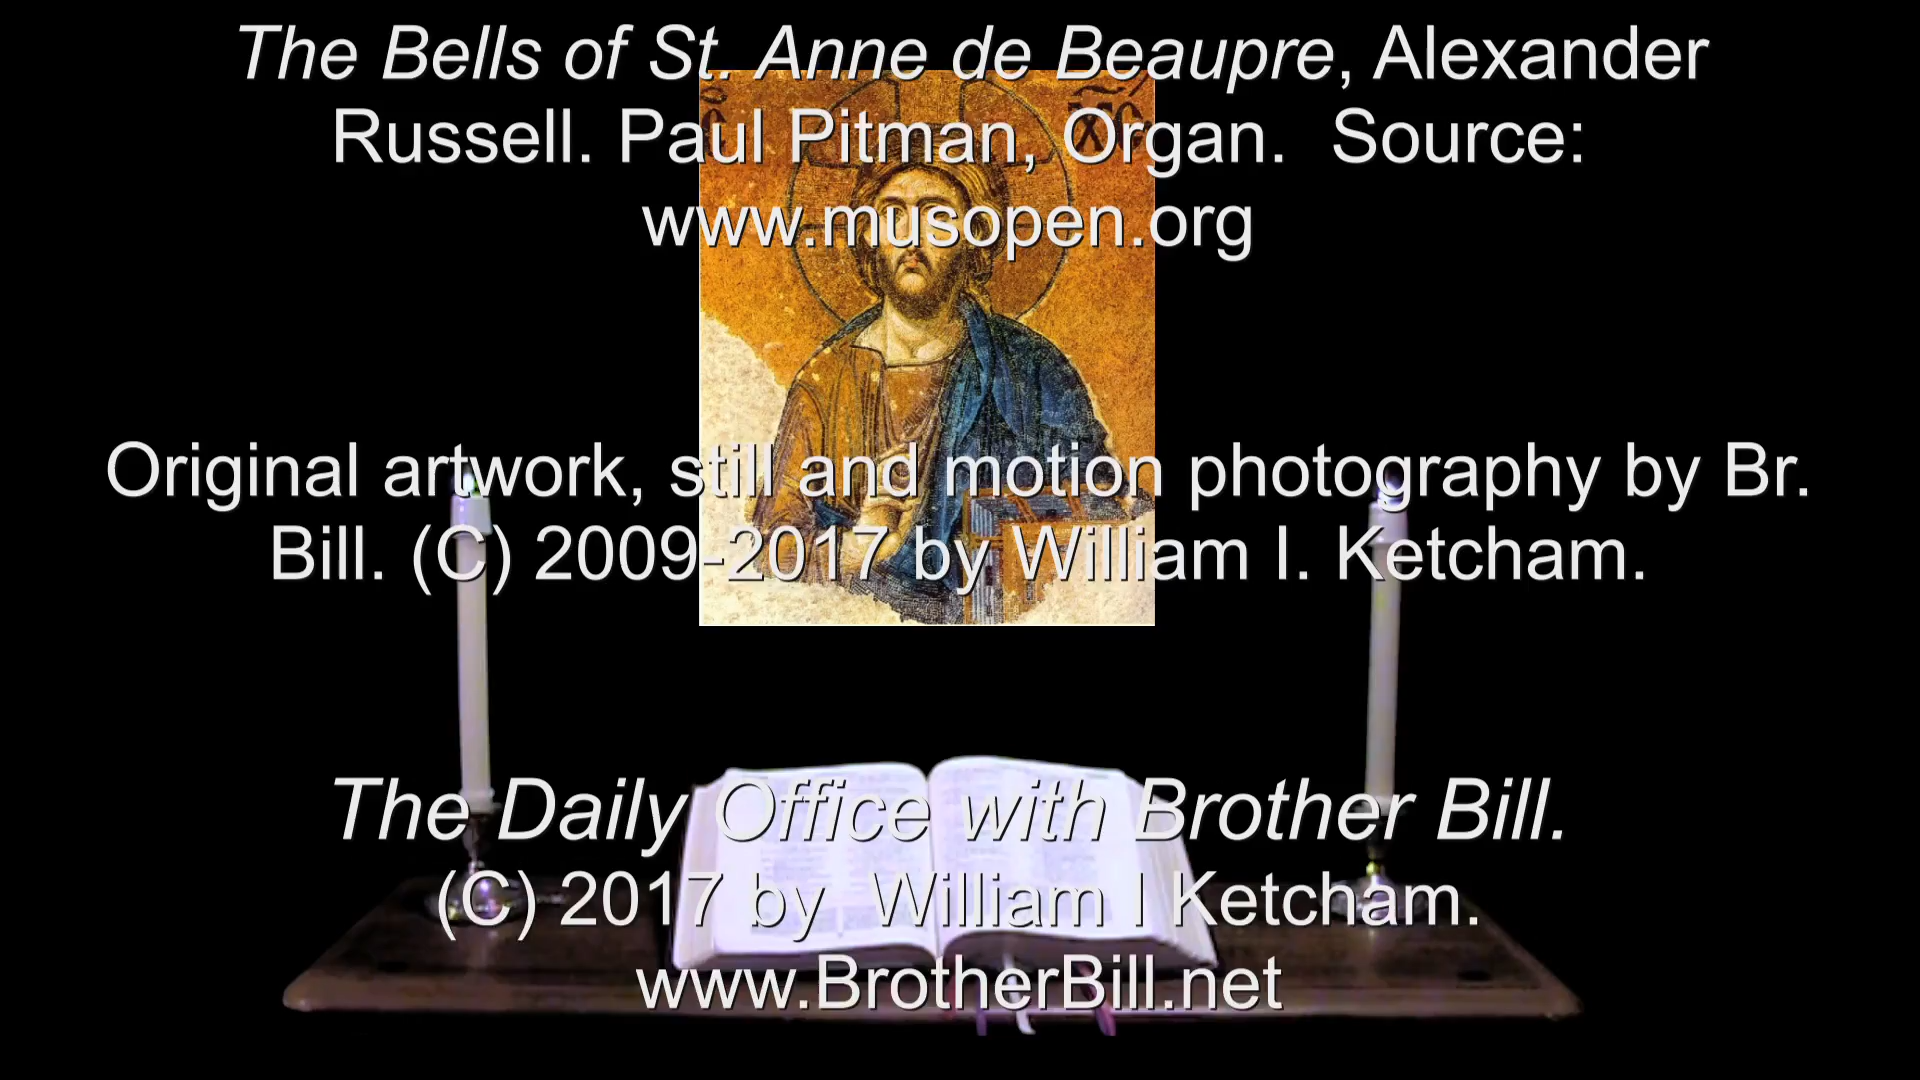 The Bells of St. Anne de Beaupre, Alexander
Russell. Paul Pitman, Organ.  Source:
www.musopen.org
Original artwork, still and motion photography by Br.
Bill. (C) 2009-2017 by William I. Ketcham.
The Daily Office with Brother Bill.
(C) 2017 by  William I Ketcham.
www.BrotherBill.net